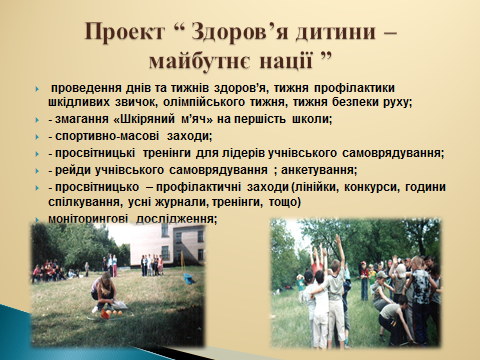 Проект “ Здоров’я дитини –
майбутнє нації ”
проведення днів та тижнів здоров’я, тижня профілактики
шкідливих звичок, олімпійського тижня, тижня безпеки руху;
- змагання «Шкіряний м’яч» на першість школи;
- спортивно-масові заходи;
- просвітницькі тренінги для лідерів учнівського самоврядування;
- рейди учнівського самоврядування ; анкетування;
- просвітницько – профілактичні заходи (лінійки, конкурси, години
спілкування, усні журнали, тренінги, тощо)
моніторингові дослідження;